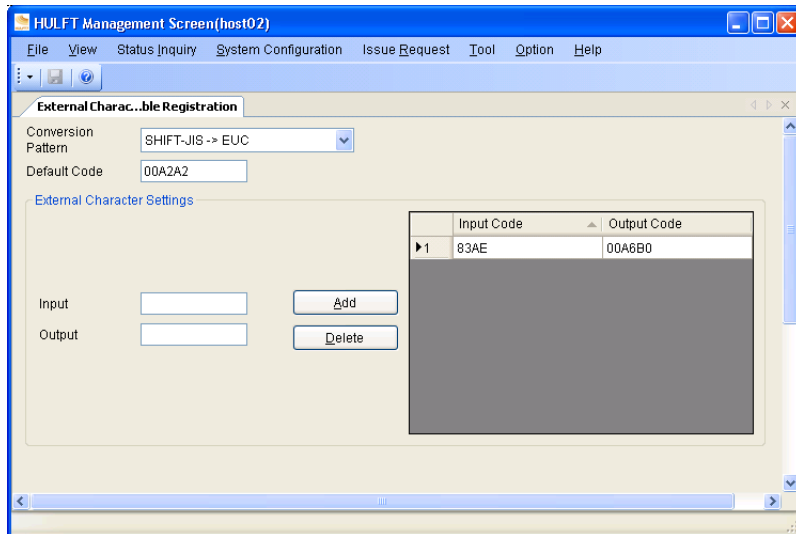 HULFT Management Screen(host02)
File View Status Inquiry System Configuration Issue Request Tool Option Help
External Charac...ble Registration
Conversion Pattern SHIFT-JIS -> EUC
Default Code 00A2A2
External Character Settings
Input Code Output Code
1 83AE 00A6B0
Input Add
Output Delete